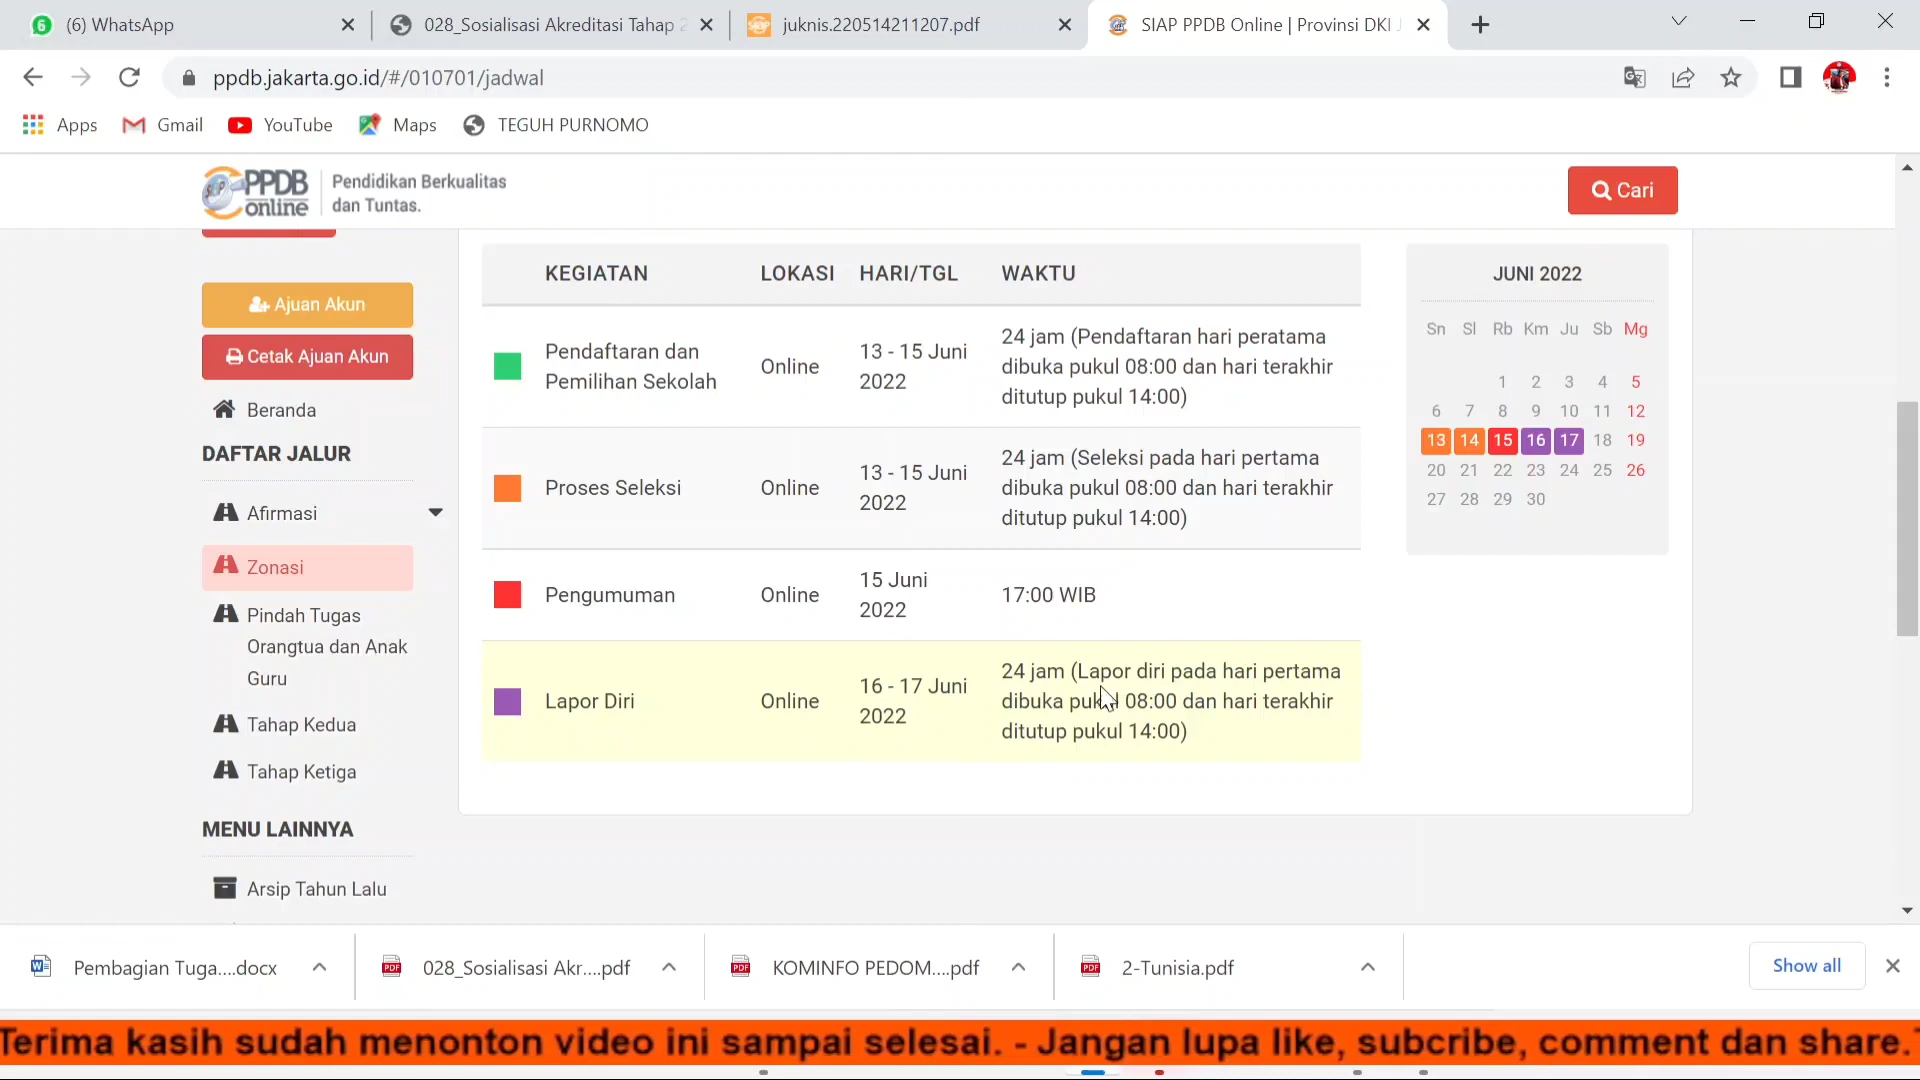 (6) WhatsApp
028_Sosialisasi Akreditasi Tahap 2
juknis.220514211207.pdf
SIAP PPDB Online | Provinsi DKI J
ppdb.jakarta.go.id/#/010701/jadwal
Apps
Gmail
YouTube
Maps
TEGUH PURNOMO
PPDB
online
Pendidikan Berkualitas
dan Tuntas.
Cari
Ajuan Akun
Cetak Ajuan Akun
Beranda
DAFTAR JALUR
Afirmasi
Zonasi
Pindah Tugas
Orangtua dan Anak
Guru
Tahap Kedua
Tahap Ketiga
MENU LAINNYA
Arsip Tahun Lalu
KEGIATAN LOKASI HARI/TGL WAKTU
Pendaftaran dan
Pemilihan Sekolah
Online
13 - 15 Juni
2022
24 jam (Pendaftaran hari peratama
dibuka pukul 08:00 dan hari terakhir
ditutup pukul 14:00)
Proses Seleksi
Online
13 - 15 Juni
2022
24 jam (Seleksi pada hari pertama
dibuka pukul 08:00 dan hari terakhir
ditutup pukul 14:00)
Pengumuman
Online
15 Juni
2022
17:00 WIB
Lapor Diri
Online
16 - 17 Juni
2022
24 jam (Lapor diri pada hari pertama
dibuka pukul 08:00 dan hari terakhir
ditutup pukul 14:00)
JUNI 2022
Sn Sl Rb Km Ju Sb Mg
1 2 3 4 5
6 7 8 9 10 11 12
13 14 15 16 17 18 19
20 21 22 23 24 25 26
27 28 29 30
Pembagian Tuga....docx
028_Sosialisasi Akr....pdf
KOMINFO PEDOM....pdf
2-Tunisia.pdf
Show all
Terima kasih sudah menonton video ini sampai selesai. - Jangan lupa like, subcribe, comment dan share.